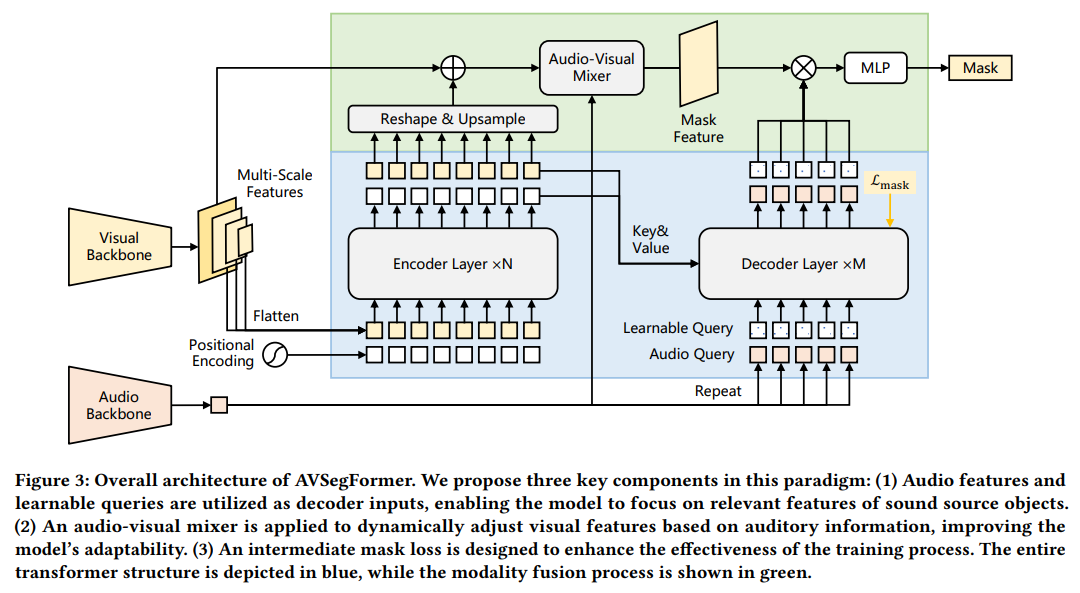 Audio-Visual
Mixer
MLP
Mask
Reshape & Upsample
Mask
Feature
Multi-Scale
Features
ℒmask
Visual
Backbone
Key&
Value
Encoder Layer ×N
Decoder Layer ×M
Flatten
Learnable Query
Positional
Encoding
Audio Query
Audio
Backbone
Repeat
Figure 3: Overall architecture of AVSegFormer. We propose three key components in this paradigm: (1) Audio features and
learnable queries are utilized as decoder inputs, enabling the model to focus on relevant features of sound source objects.
(2) An audio-visual mixer is applied to dynamically adjust visual features based on auditory information, improving the
model's adaptability. (3) An intermediate mask loss is designed to enhance the effectiveness of the training process. The entire
transformer structure is depicted in blue, while the modality fusion process is shown in green.